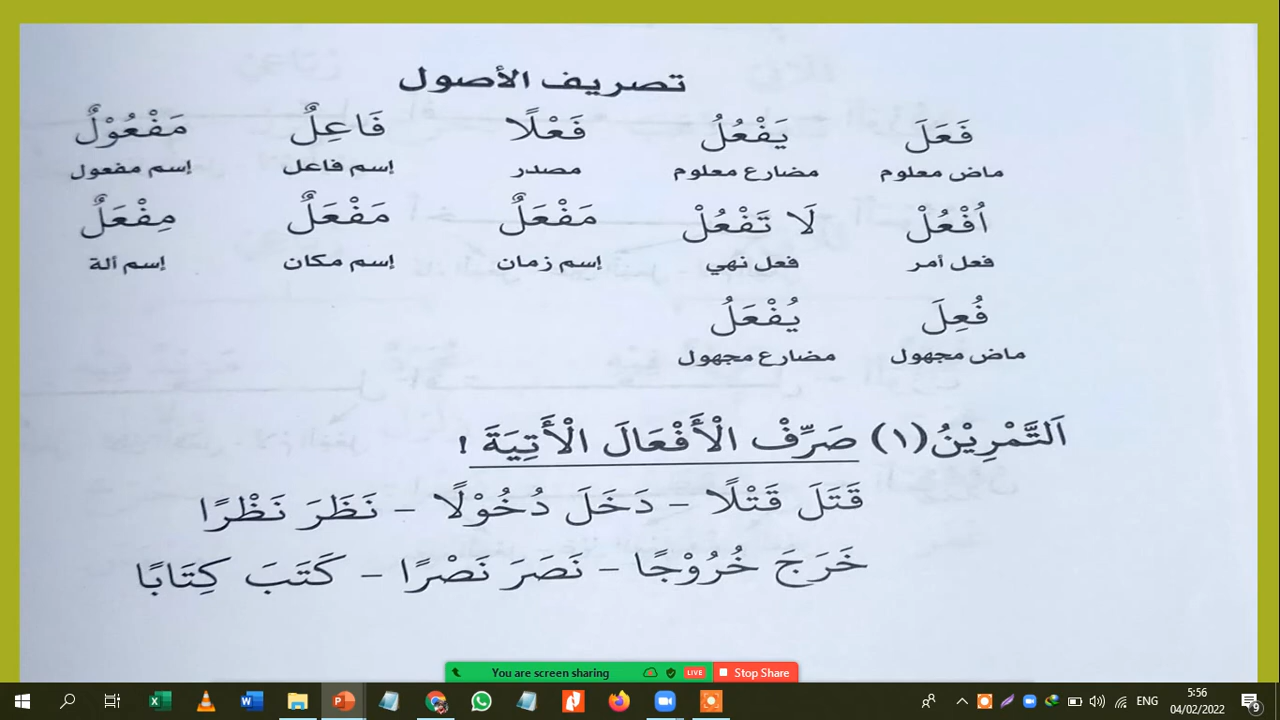 تصريف الأصول
فَعَلَ يَفْعُلُ فَعْلًا فَاعِلٌ مَفْعُوْلٌ
ماض معلوم مضارع معلوم مصدر إسم فاعل إسم مفعول
اُفْعُلْ لَا تَفْعُلْ مَفْعَلٌ مَفْعَلٌ مِفْعَلٌ
فعل أمر فعل نهي إسم زمان إسم مكان إسم ألة
فُعِلَ يُفْعَلُ
ماض مجهول مضارع مجهول
اَلتَّمْرِيْنُ (١) صَرِّفْ الْأَفْعَالَ الْأَتِيَةَ !
قَتَلَ قَتْلًا – دَخَلَ دُخُوْلًا – نَظَرَ نَظْرًا
خَرَجَ خُرُوْجًا – نَصَرَ نَصْرًا – كَتَبَ كِتَابًا
You are screen sharing LIVE Stop Share
ENG 5:56
04/02/2022 9